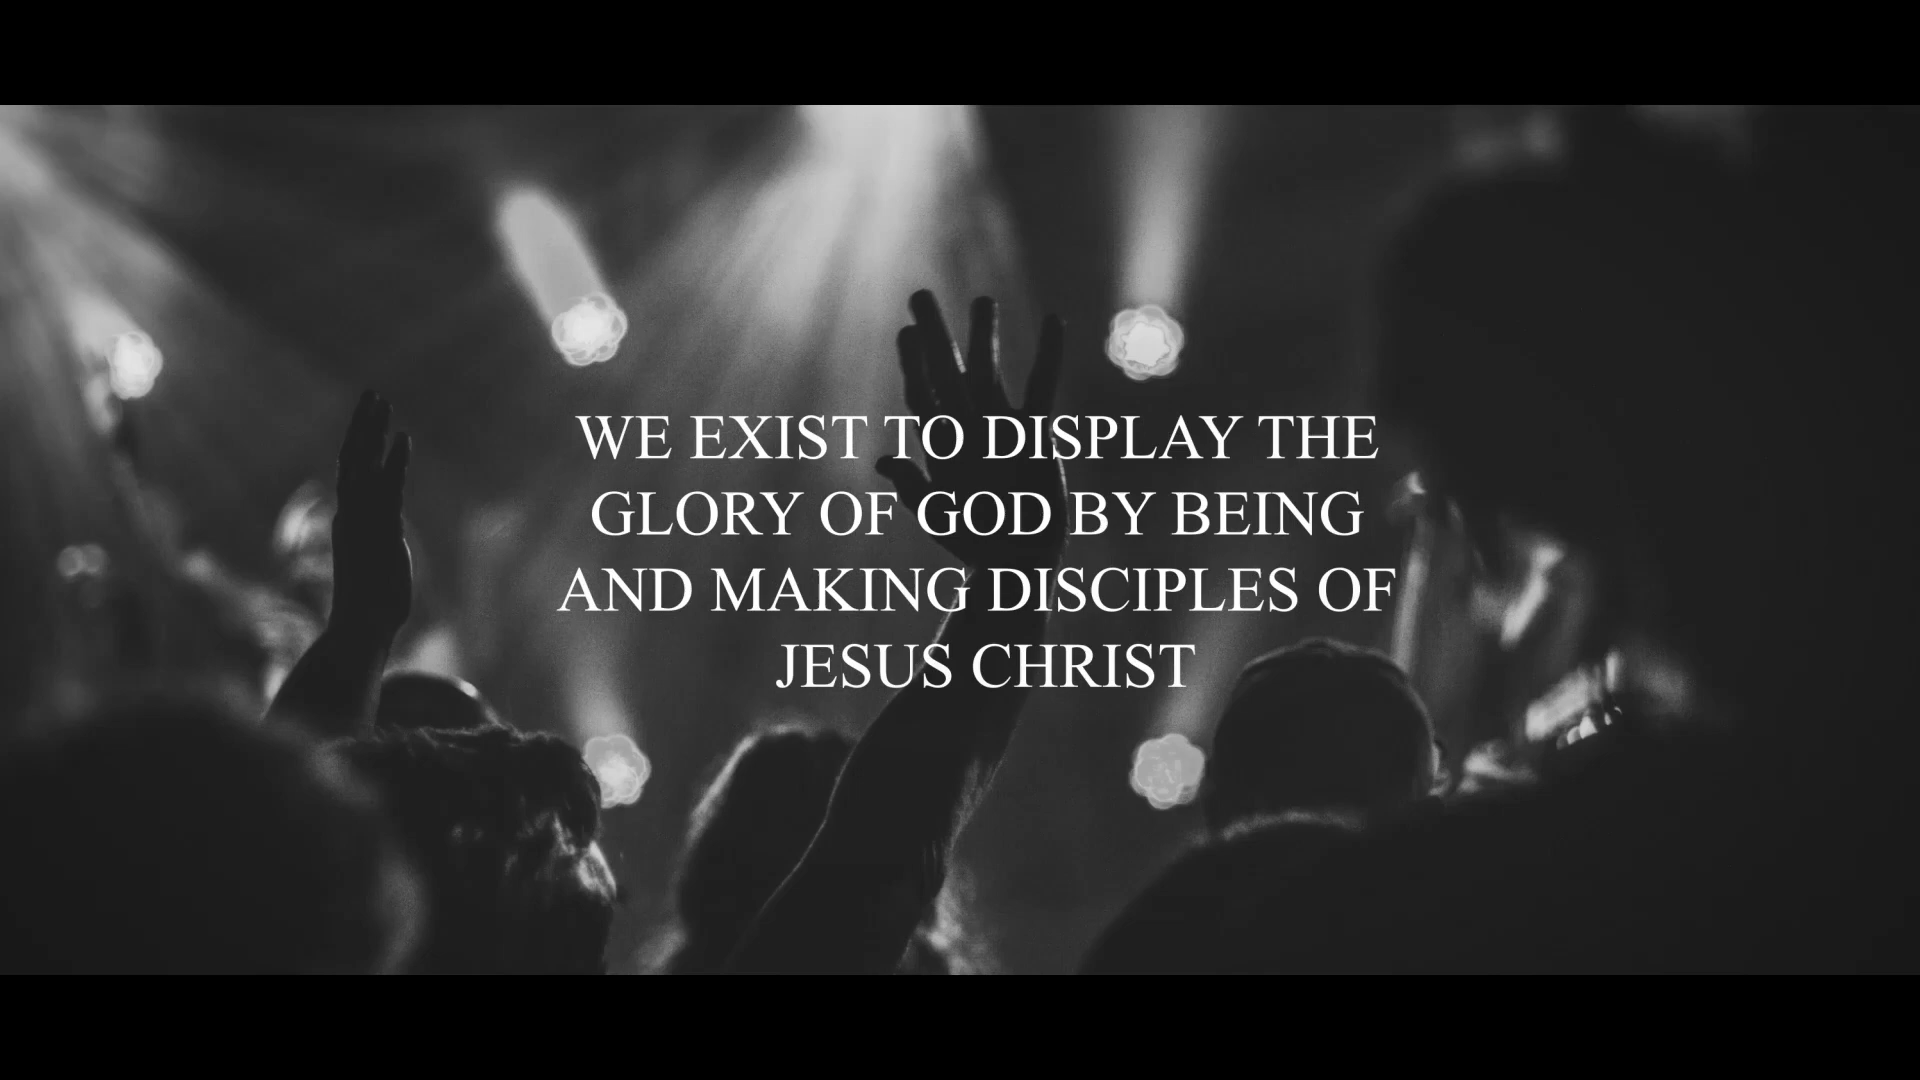 WE EXIST TO DISPLAY THE
GLORY OF GOD BY BEING
AND MAKING DISCIPLES OF
JESUS CHRIST